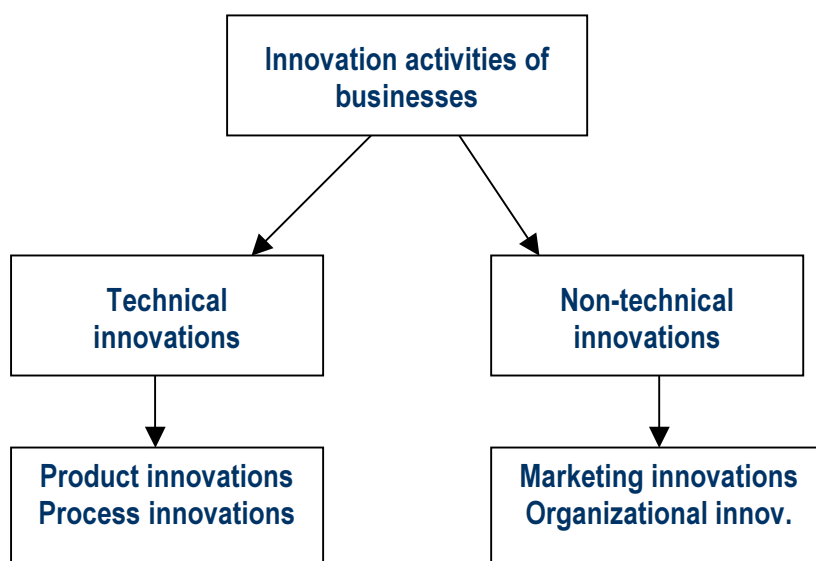 Innovation activities of
businesses
Technical
innovations
Non-technical
innovations
Product innovations
Process innovations
Marketing innovations
Organizational innov.